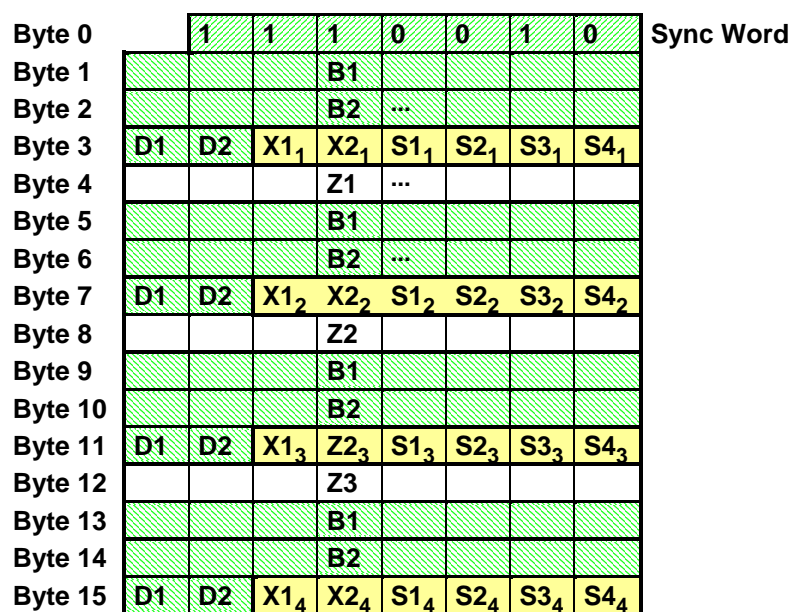 Byte 0 1 1 1 0 0 1 0 Sync Word
Byte 1 B1
Byte 2 B2 ...
Byte 3 D1 D2 X1₁ X2₁ S1₁ S2₁ S3₁ S4₁
Byte 4 Z1 ...
Byte 5 B1
Byte 6 B2 ...
Byte 7 D1 D2 X1₂ X2₂ S1₂ S2₂ S3₂ S4₂
Byte 8 Z2
Byte 9 B1
Byte 10 B2
Byte 11 D1 D2 X1₃ Z2₃ S1₃ S2₃ S3₃ S4₃
Byte 12 Z3
Byte 13 B1
Byte 14 B2
Byte 15 D1 D2 X1₄ X2₄ S1₄ S2₄ S3₄ S4₄